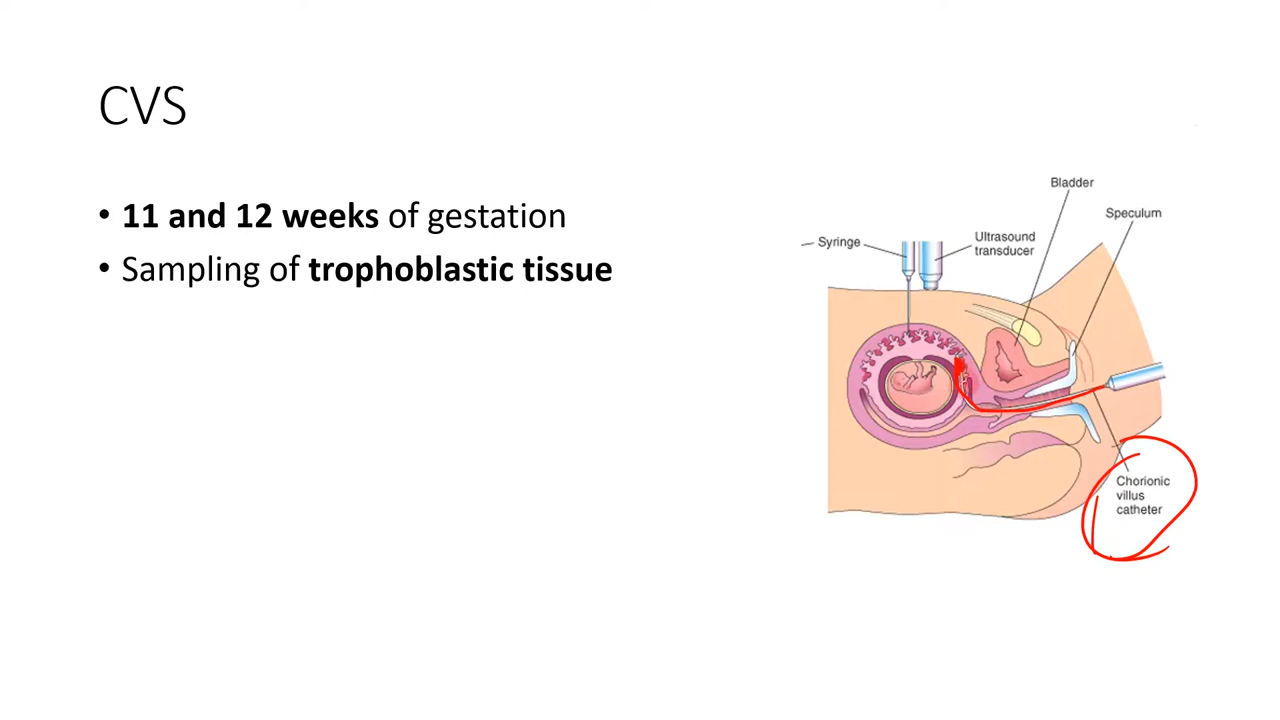 CVS
• 11 and 12 weeks of gestation
• Sampling of trophoblastic tissue
Bladder
Speculum
Syringe
Ultrasound
transducer
Chorionic
villus
catheter